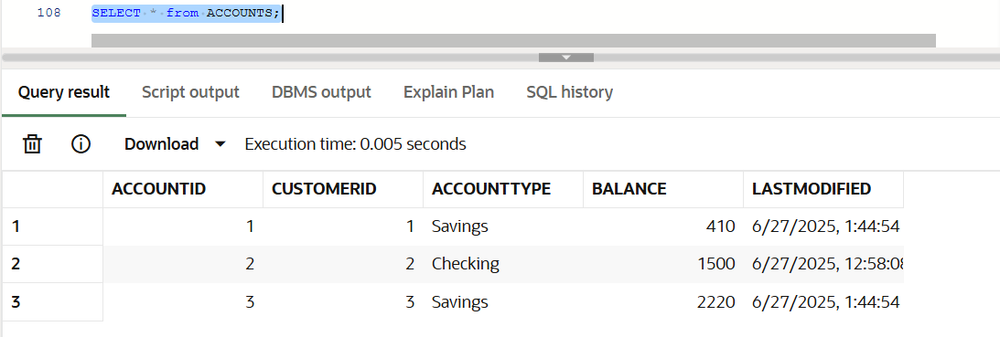 108 SELECT * from ACCOUNTS;
Query result Script output DBMS output Explain Plan SQL history
Download Execution time: 0.005 seconds
ACCOUNTID CUSTOMERID ACCOUNTTYPE BALANCE LASTMODIFIED
1 1 1 Savings 410 6/27/2025, 1:44:54
2 2 2 Checking 1500 6/27/2025, 12:58:08
3 3 3 Savings 2220 6/27/2025, 1:44:54